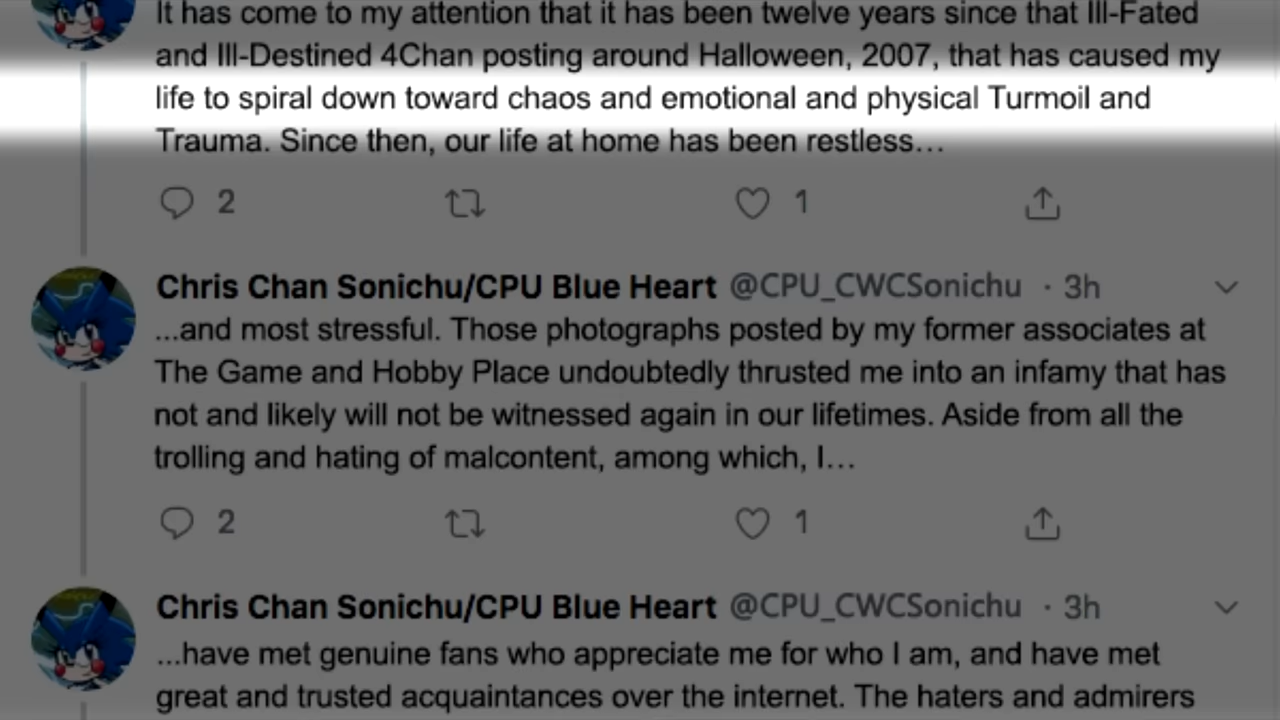 It has come to my attention that it has been twelve years since that Ill-Fated
and Ill-Destined 4Chan posting around Halloween, 2007, that has caused my
life to spiral down toward chaos and emotional and physical Turmoil and
Trauma. Since then, our life at home has been restless…
2 1
Chris Chan Sonichu/CPU Blue Heart @CPU_CWCSonichu · 3h
...and most stressful. Those photographs posted by my former associates at
The Game and Hobby Place undoubtedly thrusted me into an infamy that has
not and likely will not be witnessed again in our lifetimes. Aside from all the
trolling and hating of malcontent, among which, I…
2 1
Chris Chan Sonichu/CPU Blue Heart @CPU_CWCSonichu · 3h
...have met genuine fans who appreciate me for who I am, and have met
great and trusted acquaintances over the internet. The haters and admirers